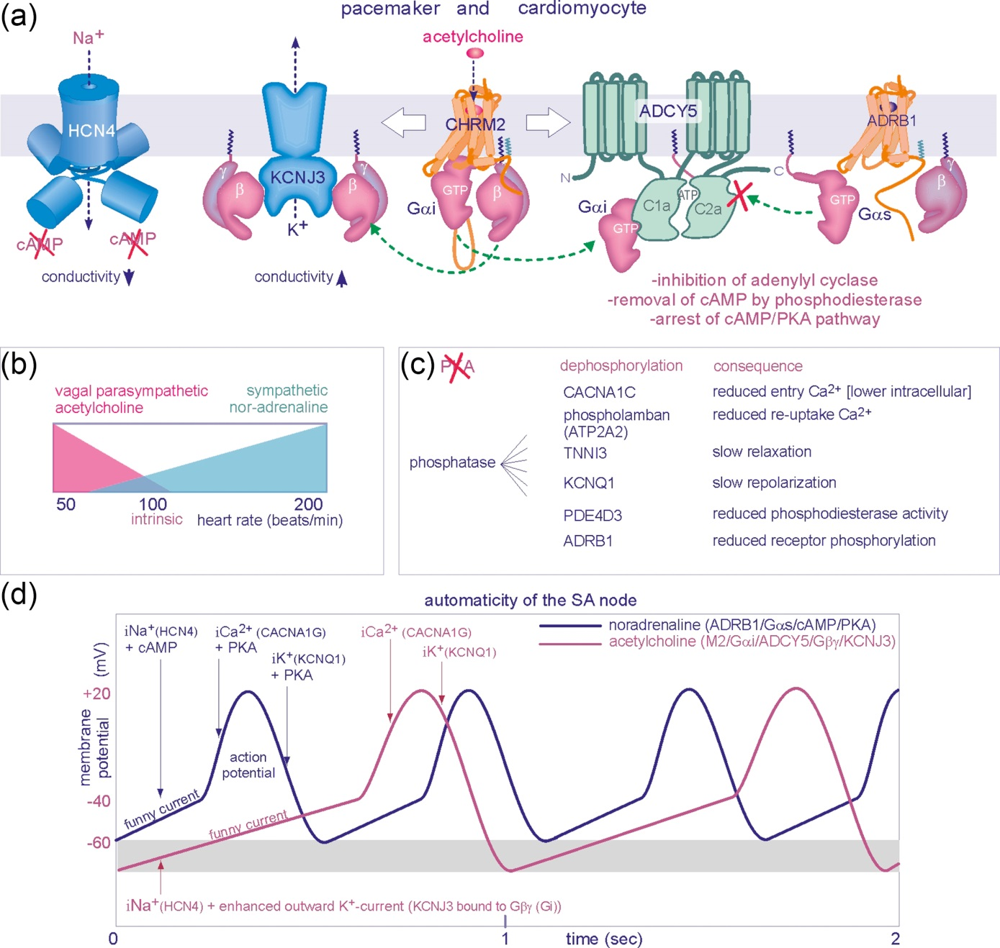 (a)
pacemaker and cardiomyocyte
Na+
acetylcholine
HCN4
CHRM2
ADCY5
ADRB1
KCNJ3
γ
β
γ
β
GTP
β
N
C
C1a
ATP
C2a
GTP
γ
β
Gαi
Gαi
GTP
Gαs
K+
cAMP
cAMP
conductivity
conductivity
-inhibition of adenylyl cyclase
-removal of cAMP by phosphodiesterase
-arrest of cAMP/PKA pathway
(b)
vagal parasympathetic
acetylcholine
sympathetic
nor-adrenaline
50 100 200
intrinsic heart rate (beats/min)
(c) PKA
dephosphorylation consequence
CACNA1C reduced entry Ca2+ [lower intracellular]
phospholamban reduced re-uptake Ca2+
(ATP2A2)
TNNI3 slow relaxation
phosphatase
KCNQ1 slow repolarization
PDE4D3 reduced phosphodiesterase activity
ADRB1 reduced receptor phosphorylation
(d)
automaticity of the SA node
noradrenaline (ADRB1/Gαs/cAMP/PKA)
acetylcholine (M2/Gαi/ADCY5/Gβγ/KCNJ3)
iNa+(HCN4)
+ cAMP
iCa2+ (CACNA1G)
+ PKA
iK+(KCNQ1)
+ PKA
iCa2+ (CACNA1G)
iK+(KCNQ1)
membrane
potential (mV)
+20
-40
-60
action
potential
funny current
funny current
iNa+(HCN4) + enhanced outward K+-current (KCNJ3 bound to Gβγ (Gi))
0 1 time (sec) 2